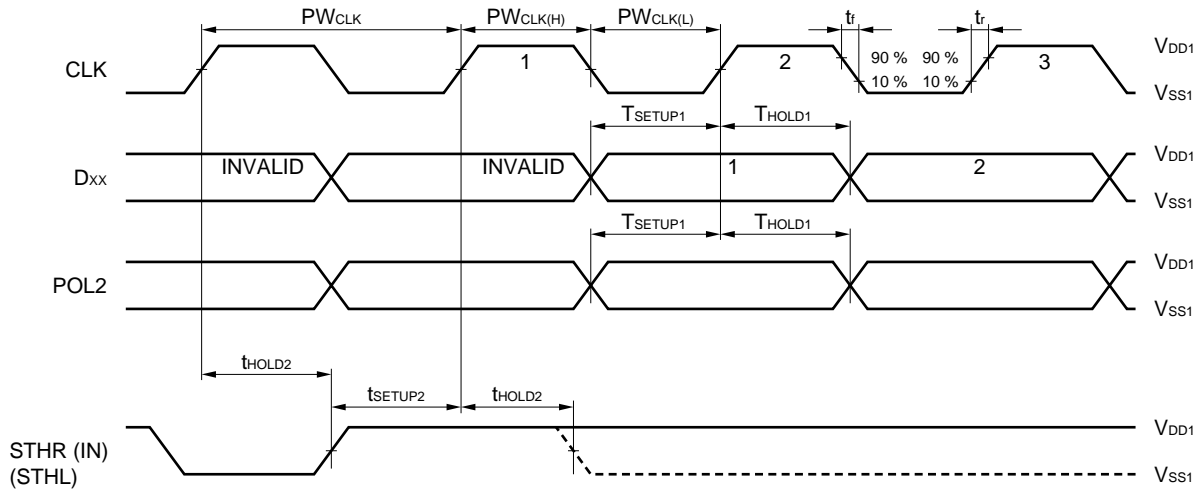 PWCLK PWCLK(H) PWCLK(L) tf tr
CLK 1 2 90 % 90 % 3 VDD1
10 % 10 % VSS1
TSETUP1 THOLD1
DXX INVALID INVALID 1 2 VDD1
VSS1
TSETUP1 THOLD1
POL2 VDD1
VSS1
tHOLD2
tSETUP2 tHOLD2
STHR (IN) VDD1
(STHL) VSS1